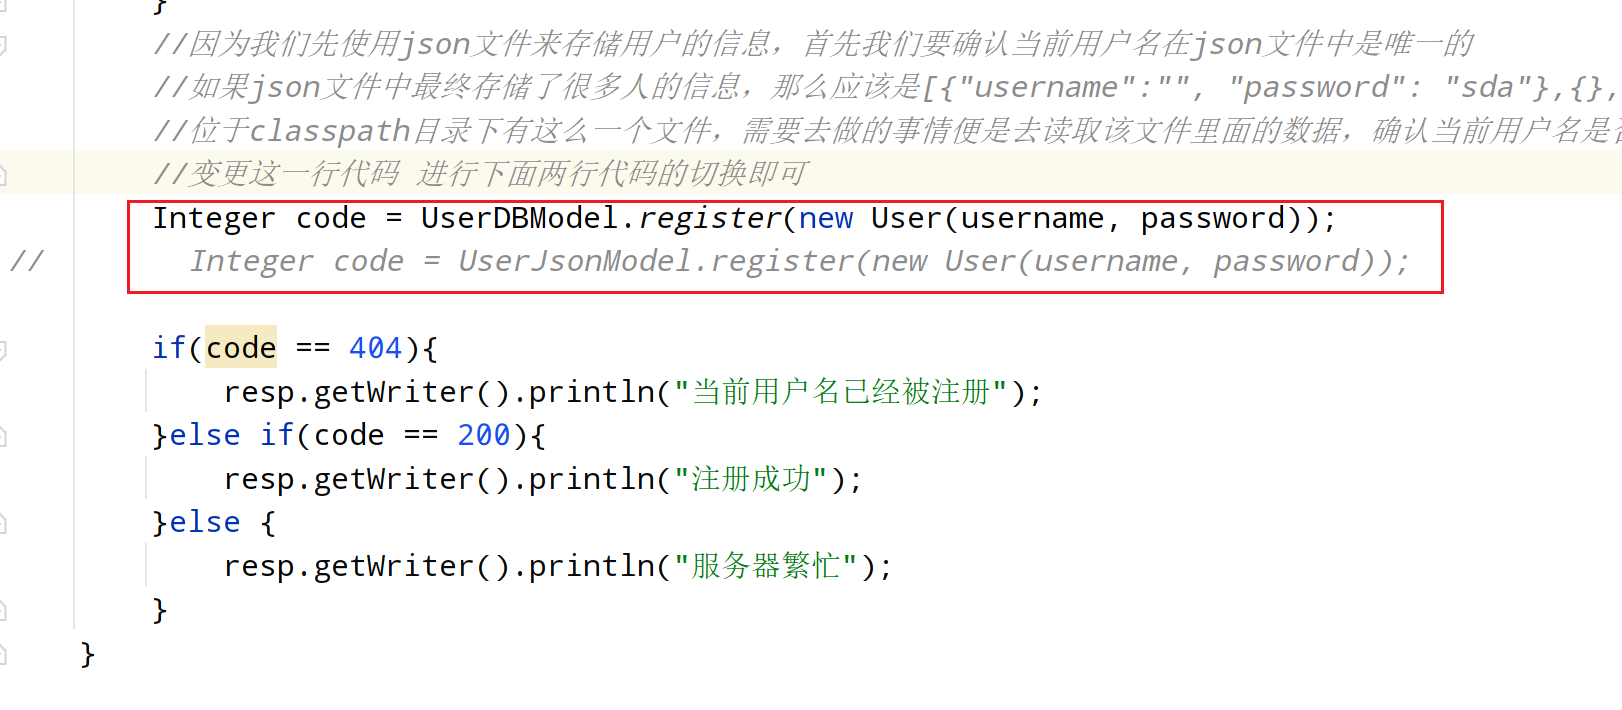 }
//因为我们先使用json文件来存储用户的信息，首先我们要确认当前用户名在json文件中是唯一的
//如果json文件中最终存储了很多人的信息，那么应该是[{"username":"", "password": "sda"},{},
//位于classpath目录下有这么一个文件，需要去做的事情便是去读取该文件里面的数据，确认当前用户名是
//变更这一行代码 进行下面两行代码的切换即可
Integer code = UserDBModel.register(new User(username, password));
// Integer code = UserJsonModel.register(new User(username, password));
if(code == 404){
resp.getWriter().println("当前用户名已经被注册");
}else if(code == 200){
resp.getWriter().println("注册成功");
}else {
resp.getWriter().println("服务器繁忙");
}
}